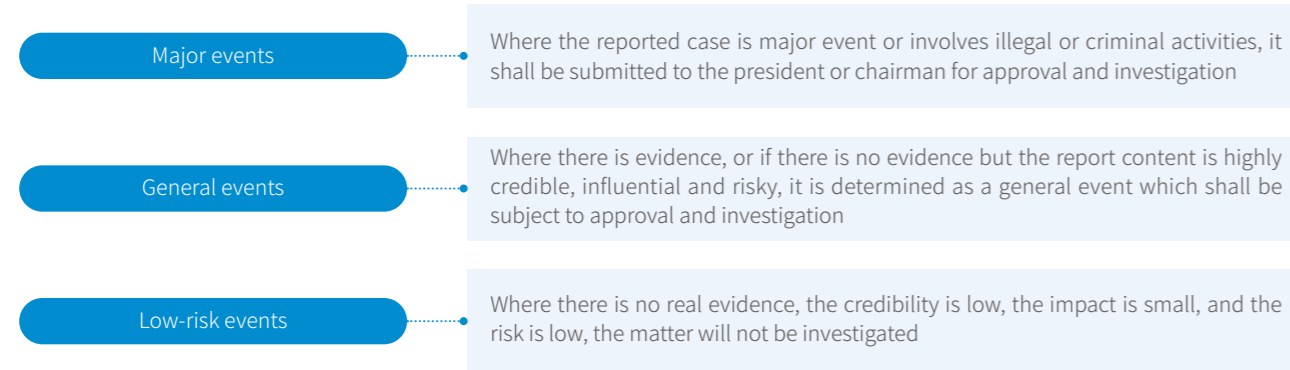 Major events
Where the reported case is major event or involves illegal or criminal activities, it
shall be submitted to the president or chairman for approval and investigation
General events
Where there is evidence, or if there is no evidence but the report content is highly
credible, influential and risky, it is determined as a general event which shall be
subject to approval and investigation
Low-risk events
Where there is no real evidence, the credibility is low, the impact is small, and the
risk is low, the matter will not be investigated